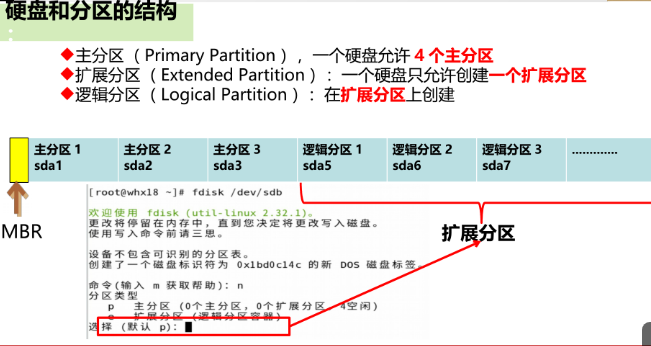 硬盘和分区的结构
:
◆主分区（Primary Partition），一个硬盘允许 4 个主分区
◆扩展分区（Extended Partition）：一个硬盘只允许创建一个扩展分区
◆逻辑分区（Logical Partition）：在扩展分区上创建
主分区 1 主分区 2 主分区 3 逻辑分区 1 逻辑分区 2 逻辑分区 3 .............
sda1 sda2 sda3 sda5 sda6 sda7
MBR
[root@whx18 ~]# fdisk /dev/sdb
欢迎使用 fdisk (util-linux 2.32.1)。
更改将停留在内存中，直到您决定将更改写入磁盘。
使用写入命令前请三思。
设备不包含可识别的分区表。
创建了一个磁盘标识符为 0x1bd0c14c 的新 DOS 磁盘标签。
命令(输入 m 获取帮助)：n
分区类型
p 主分区 (0个主分区，0个扩展分区，4空闲)
e 扩展分区 (逻辑分区容器)
选择 (默认 p)：
扩展分区